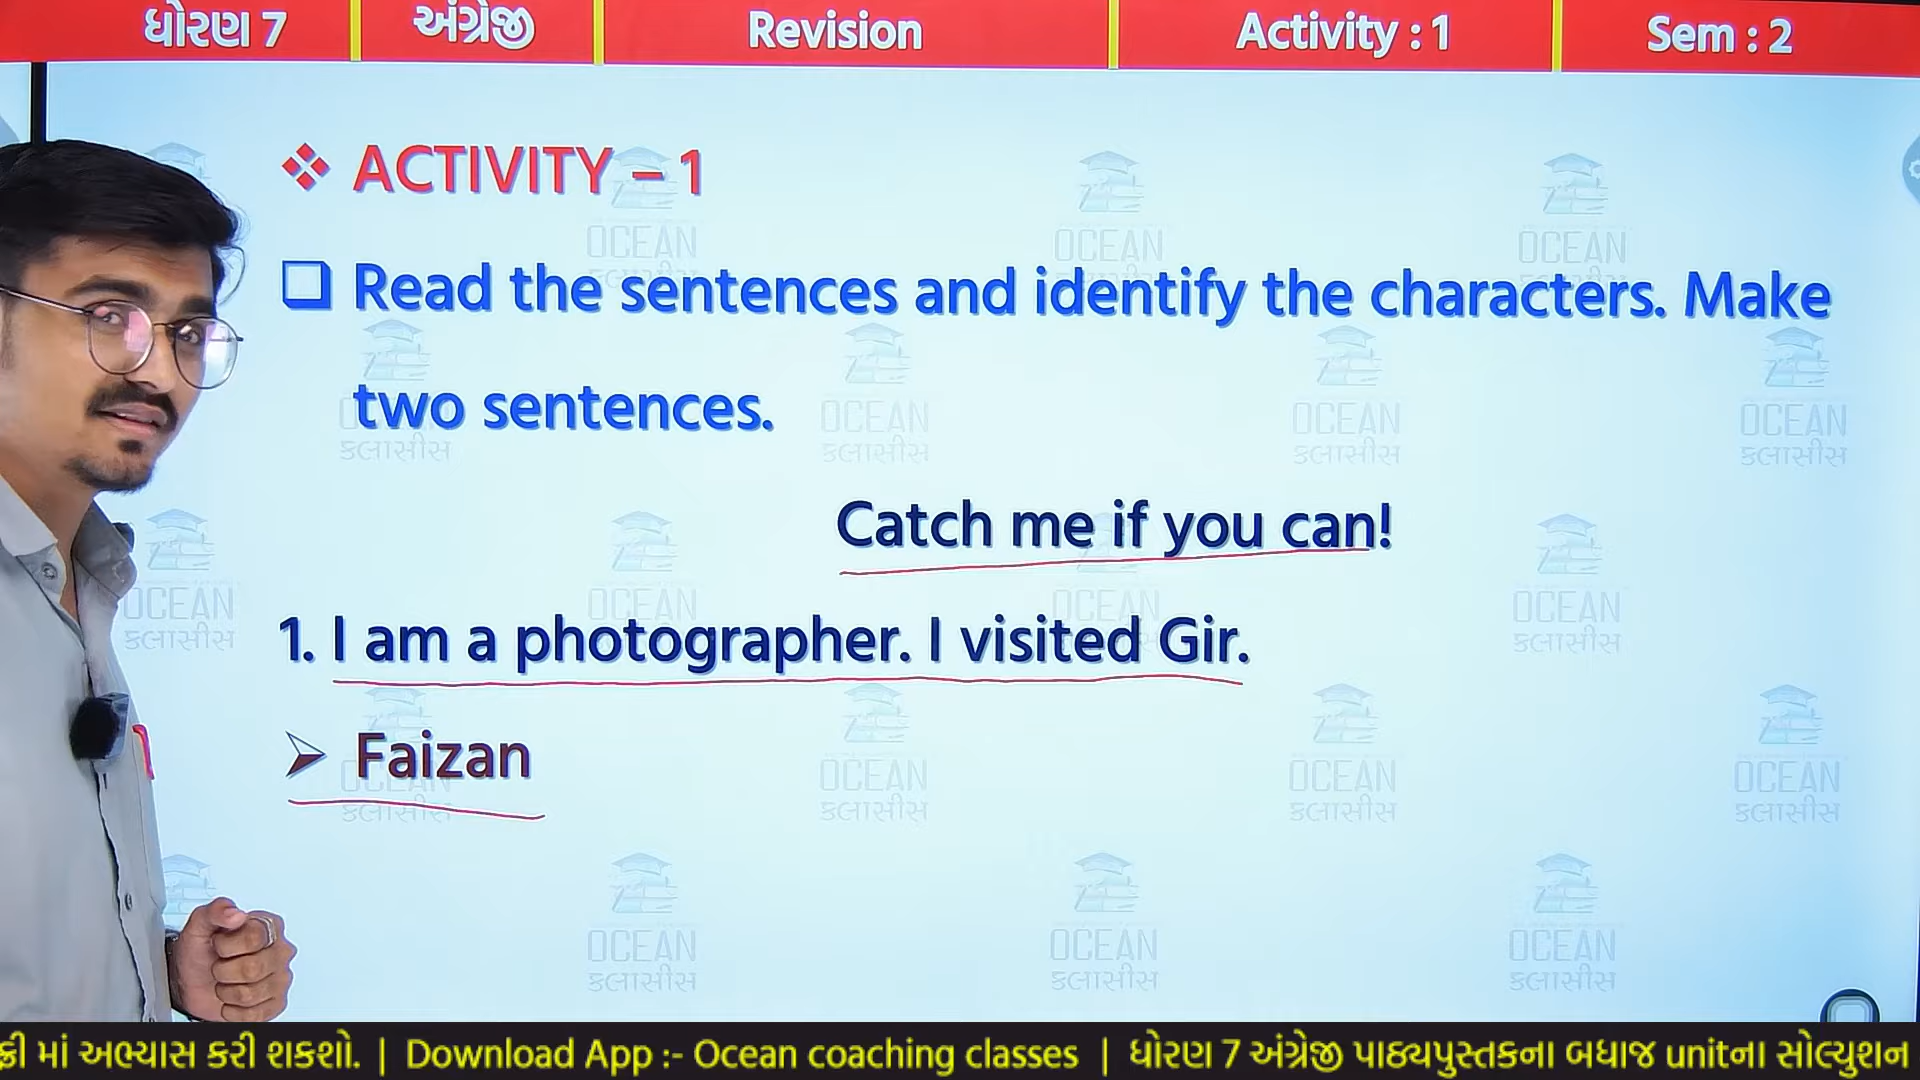 ધોરણ 7 અંગ્રેજી Revision Activity : 1 Sem : 2
❖ ACTIVITY – 1
❑ Read the sentences and identify the characters. Make
two sentences.
Catch me if you can!
1. I am a photographer. I visited Gir.
➢ Faizan
OCEAN
ક્લાસીસ
ફ્રી માં અભ્યાસ કરી શકશો. | Download App :- Ocean coaching classes | ધોરણ 7 અંગ્રેજી પાઠ્યપુસ્તકના બધાજ unitના સોલ્યુશન